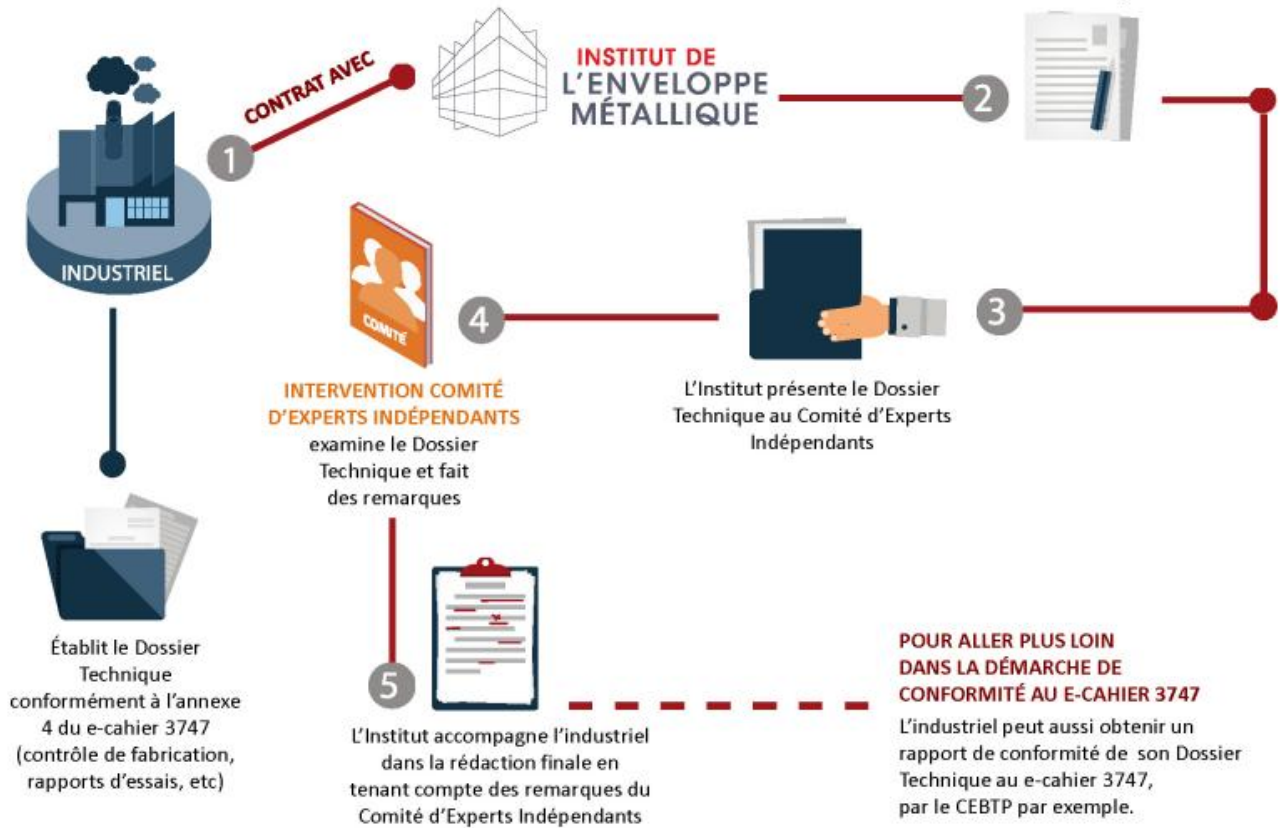 CONTRAT AVEC
1
INSTITUT DE
L'ENVELOPPE
MÉTALLIQUE
2
INDUSTRIEL
Établit le Dossier
Technique
conformément à l'annexe
4 du e-cahier 3747
(contrôle de fabrication,
rapports d'essais, etc)
3
L'Institut présente le Dossier
Technique au Comité d'Experts
Indépendants
4
COMITÉ
INTERVENTION COMITÉ
D'EXPERTS INDÉPENDANTS
examine le Dossier
Technique et fait
des remarques
5
L'Institut accompagne l'industriel
dans la rédaction finale en
tenant compte des remarques du
Comité d'Experts Indépendants
POUR ALLER PLUS LOIN
DANS LA DÉMARCHE DE
CONFORMITÉ AU E-CAHIER 3747
L'industriel peut aussi obtenir un
rapport de conformité de son Dossier
Technique au e-cahier 3747,
par le CEBTP par exemple.